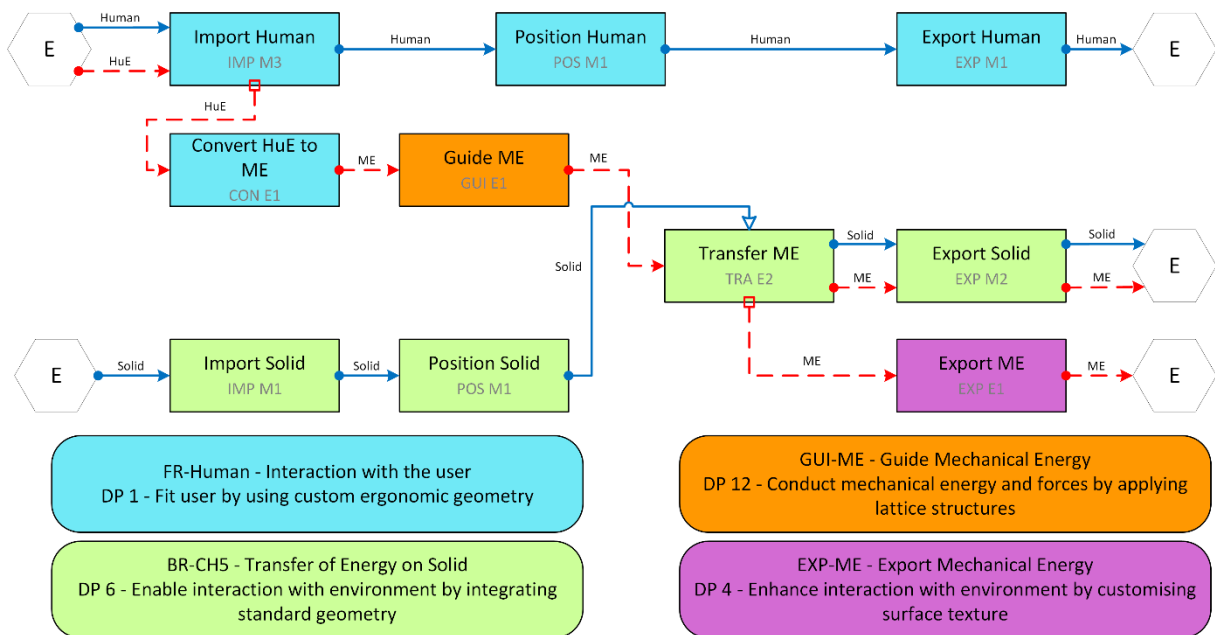 Human
E
Import Human
IMP M3
Human
Position Human
POS M1
Human
Export Human
EXP M1
Human
E
HuE
HuE
Convert HuE to
ME
CON E1
ME
Guide ME
GUI E1
ME
Solid
Transfer ME
TRA E2
Solid
ME
Export Solid
EXP M2
Solid
ME
E
E
Solid
Import Solid
IMP M1
Solid
Position Solid
POS M1
ME
Export ME
EXP E1
ME
E
FR-Human - Interaction with the user
DP 1 - Fit user by using custom ergonomic geometry
GUI-ME - Guide Mechanical Energy
DP 12 - Conduct mechanical energy and forces by applying
lattice structures
BR-CH5 - Transfer of Energy on Solid
DP 6 - Enable interaction with environment by integrating
standard geometry
EXP-ME - Export Mechanical Energy
DP 4 - Enhance interaction with environment by customising
surface texture